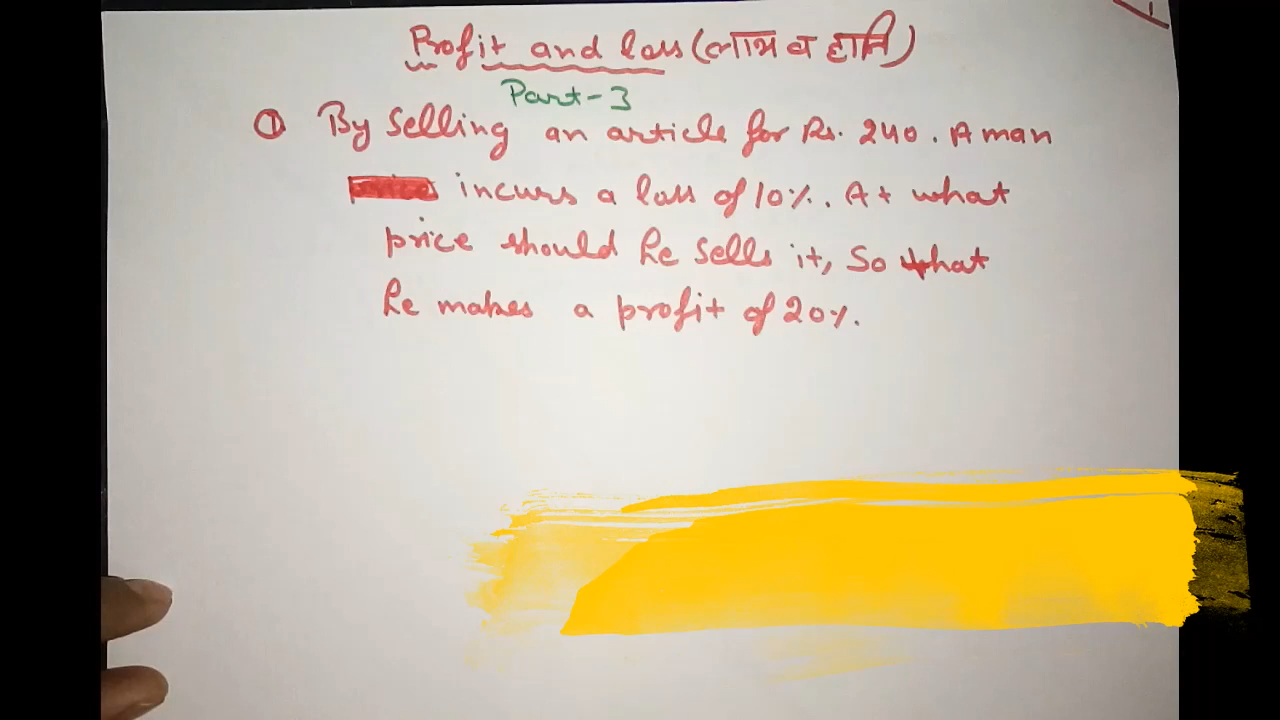 Profit and loss (लाभ व हानि)
Part-3
① By selling an article for Rs. 240. A man
incurs a loss of 10%. At what
price should he sells it, So that
he makes a profit of 20%.